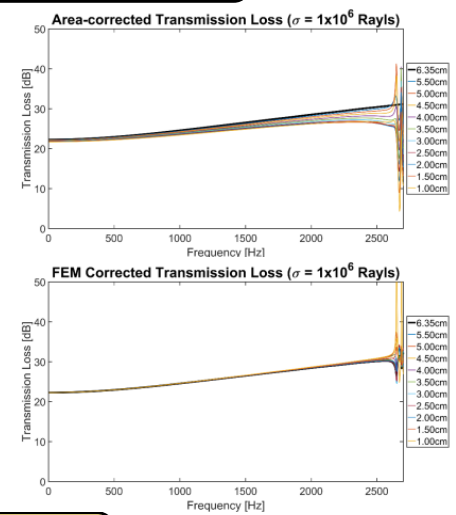 Area-corrected Transmission Loss (σ = 1x10⁶ Rayls)
50
40
30
20
10
0
Transmission Loss [dB]
0 500 1000 1500 2000 2500
Frequency [Hz]
6.35cm
5.50cm
5.00cm
4.50cm
4.00cm
3.50cm
3.00cm
2.50cm
2.00cm
1.50cm
1.00cm
FEM Corrected Transmission Loss (σ = 1x10⁶ Rayls)
50
40
30
20
10
0
Transmission Loss [dB]
0 500 1000 1500 2000 2500
Frequency [Hz]
6.35cm
5.50cm
5.00cm
4.50cm
4.00cm
3.50cm
3.00cm
2.50cm
2.00cm
1.50cm
1.00cm